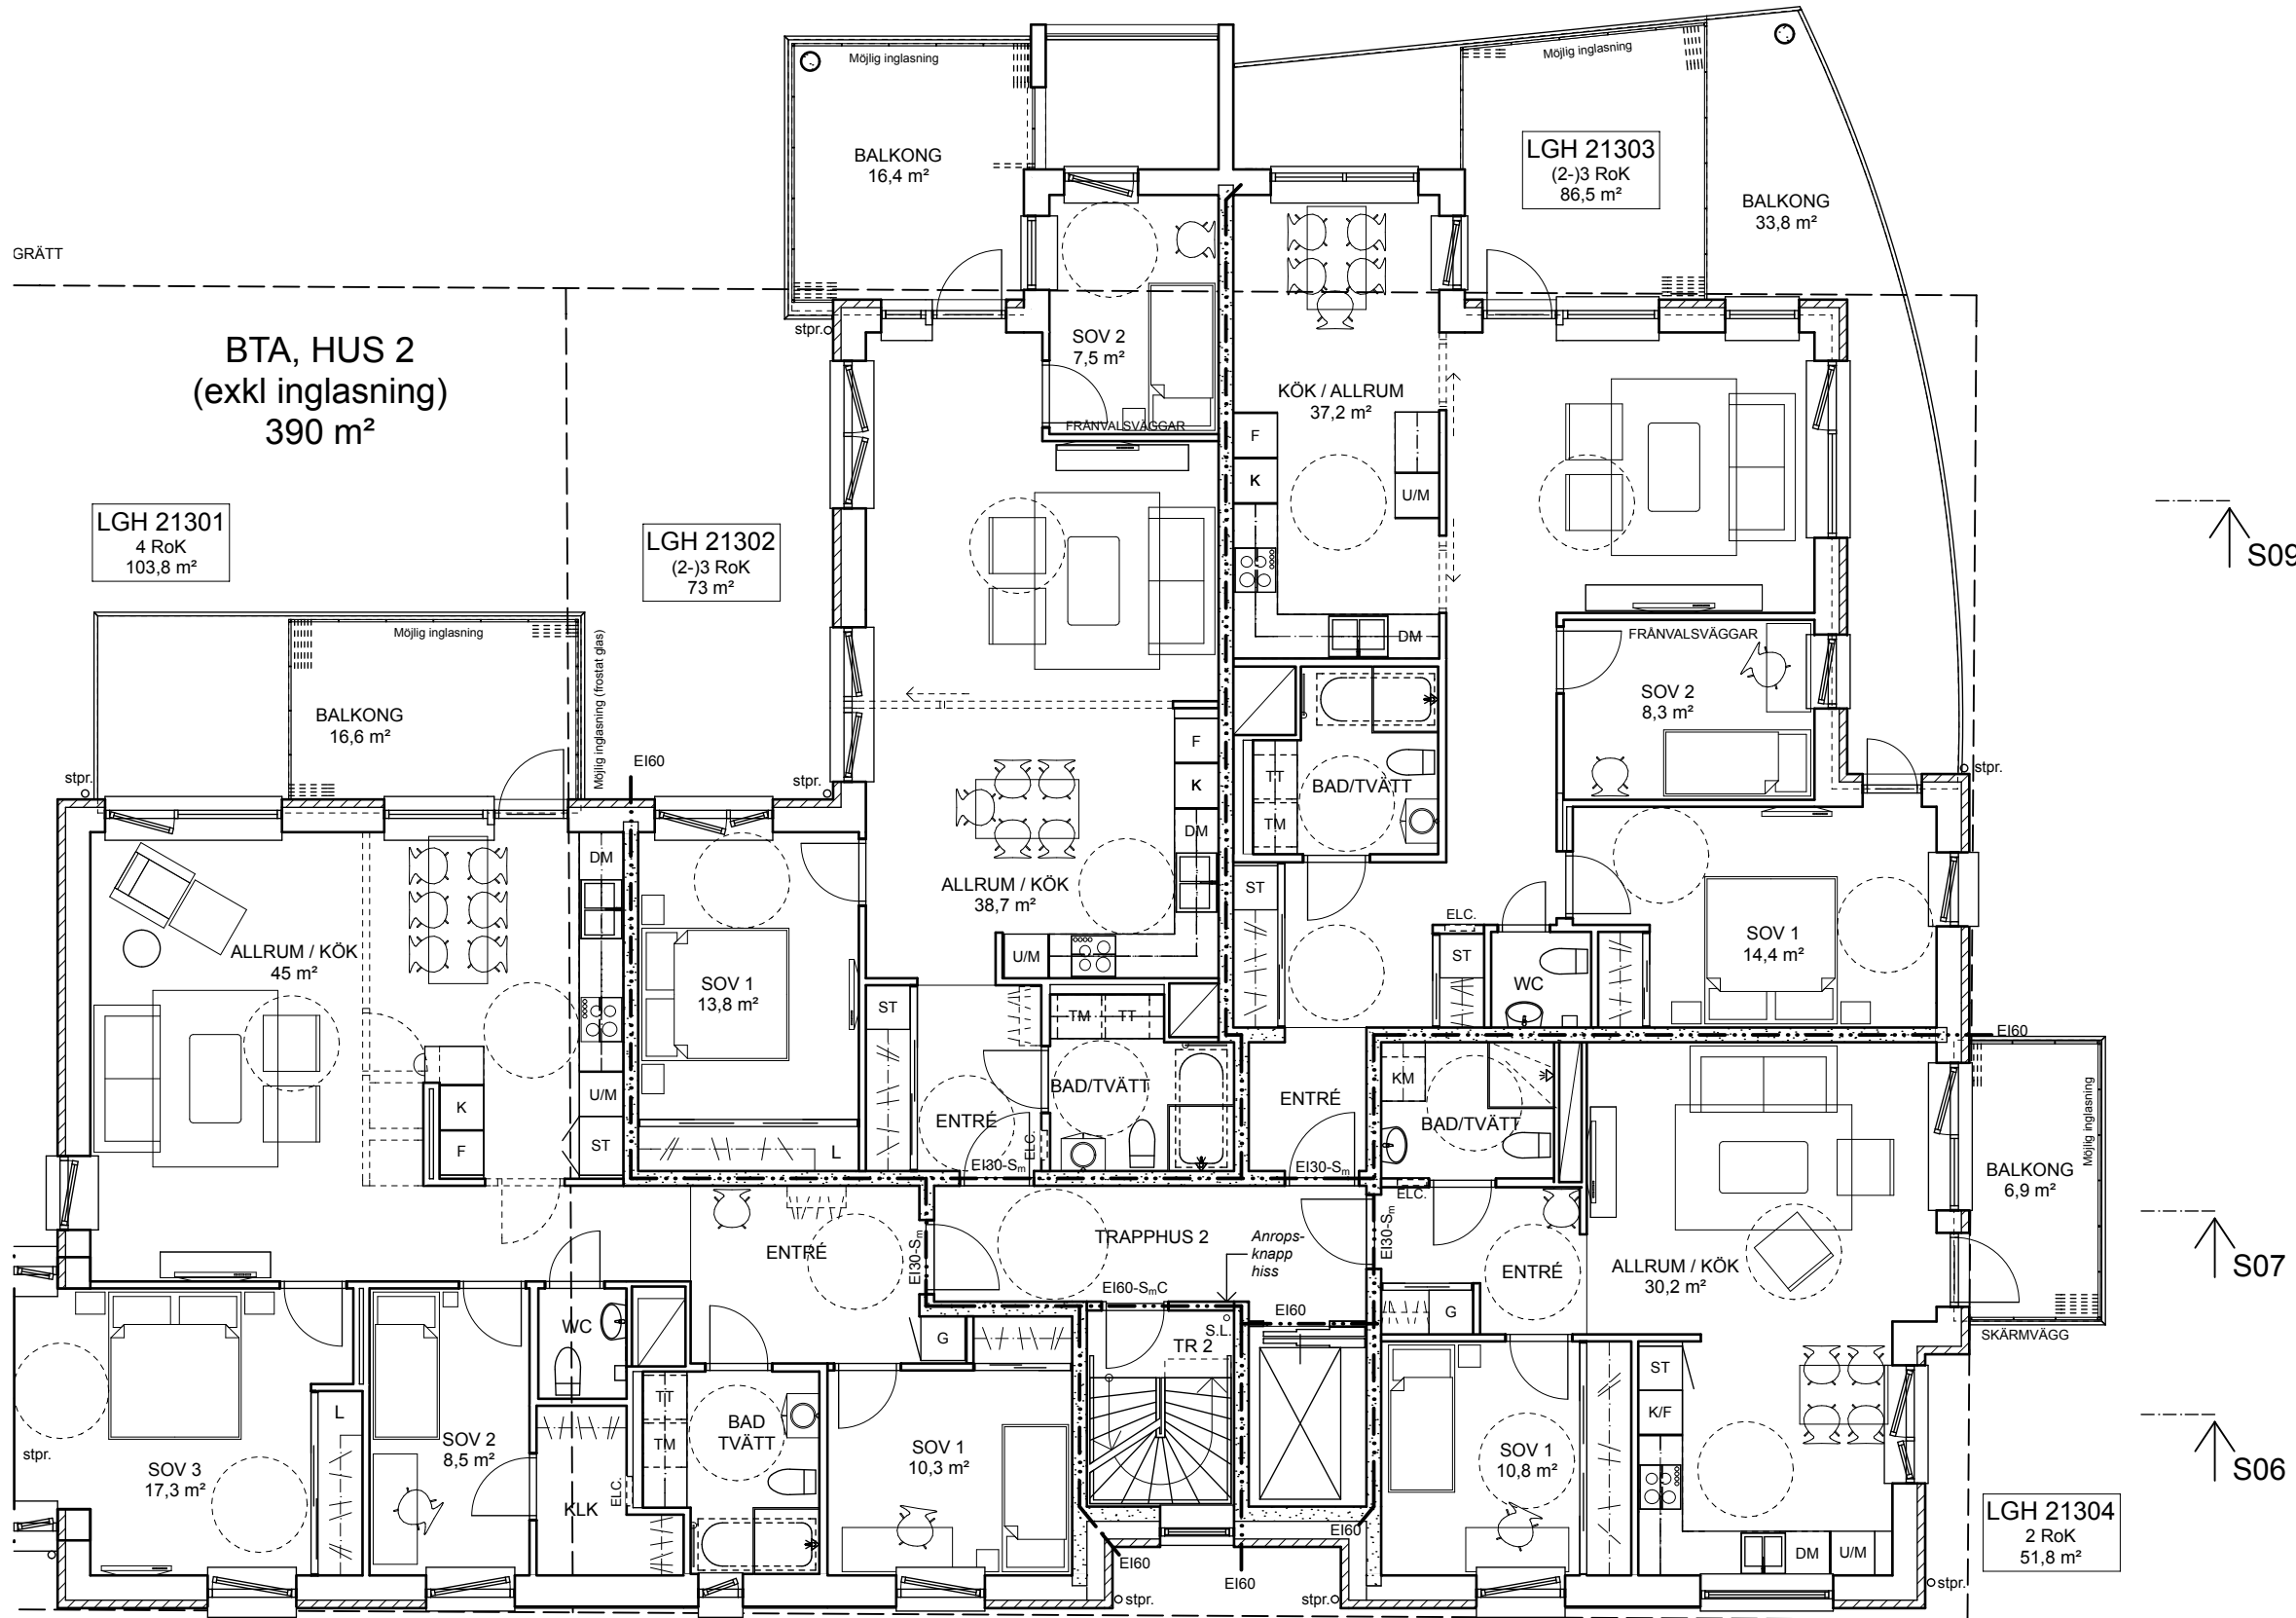 Möjlig inglasning
BALKONG
16,4 m²
Möjlig inglasning
LGH 21303
(2-)3 RoK
86,5 m²
BALKONG
33,8 m²
GRÄTT
BTA, HUS 2
(exkl inglasning)
390 m²
stpr.
SOV 2
7,5 m²
FRÅNVALSVÄGGAR
KÖK / ALLRUM
37,2 m²
F
K
U/M
DM
LGH 21301
4 RoK
103,8 m²
LGH 21302
(2-)3 RoK
73 m²
S09
Möjlig inglasning
Möjlig inglasning (frostat glas)
BALKONG
16,6 m²
stpr.
stpr.
EI60
FRÅNVALSVÄGGAR
SOV 2
8,3 m²
stpr.
F
K
DM
U/M
ALLRUM / KÖK
38,7 m²
TT
TM
BAD/TVÄTT
ST
ELC.
ST
WC
SOV 1
14,4 m²
EI60
DM
U/M
ST
K
F
ALLRUM / KÖK
45 m²
SOV 1
13,8 m²
L
ST
TM
TT
BAD/TVÄTT
ENTRÉ
ELC.
EI30-Sm
ENTRÉ
EI30-Sm
KM
BAD/TVÄTT
ELC.
EI30-Sm
Möjlig inglasning
BALKONG
6,9 m²
SKÄRMVÄGG
S07
ENTRÉ
EI30-Sm
TRAPPHUS 2
Anrops-
knapp
hiss
EI60-SmC
EI60
S.L.
TR 2
ENTRÉ
G
ALLRUM / KÖK
30,2 m²
WC
G
L
stpr.
SOV 3
17,3 m²
SOV 2
8,5 m²
KLK
ELC.
TT
TM
BAD
TVÄTT
SOV 1
10,3 m²
SOV 1
10,8 m²
ST
K/F
DM
U/M
S06
LGH 21304
2 RoK
51,8 m²
EI60
EI60
EI60
stpr.
stpr.
stpr.